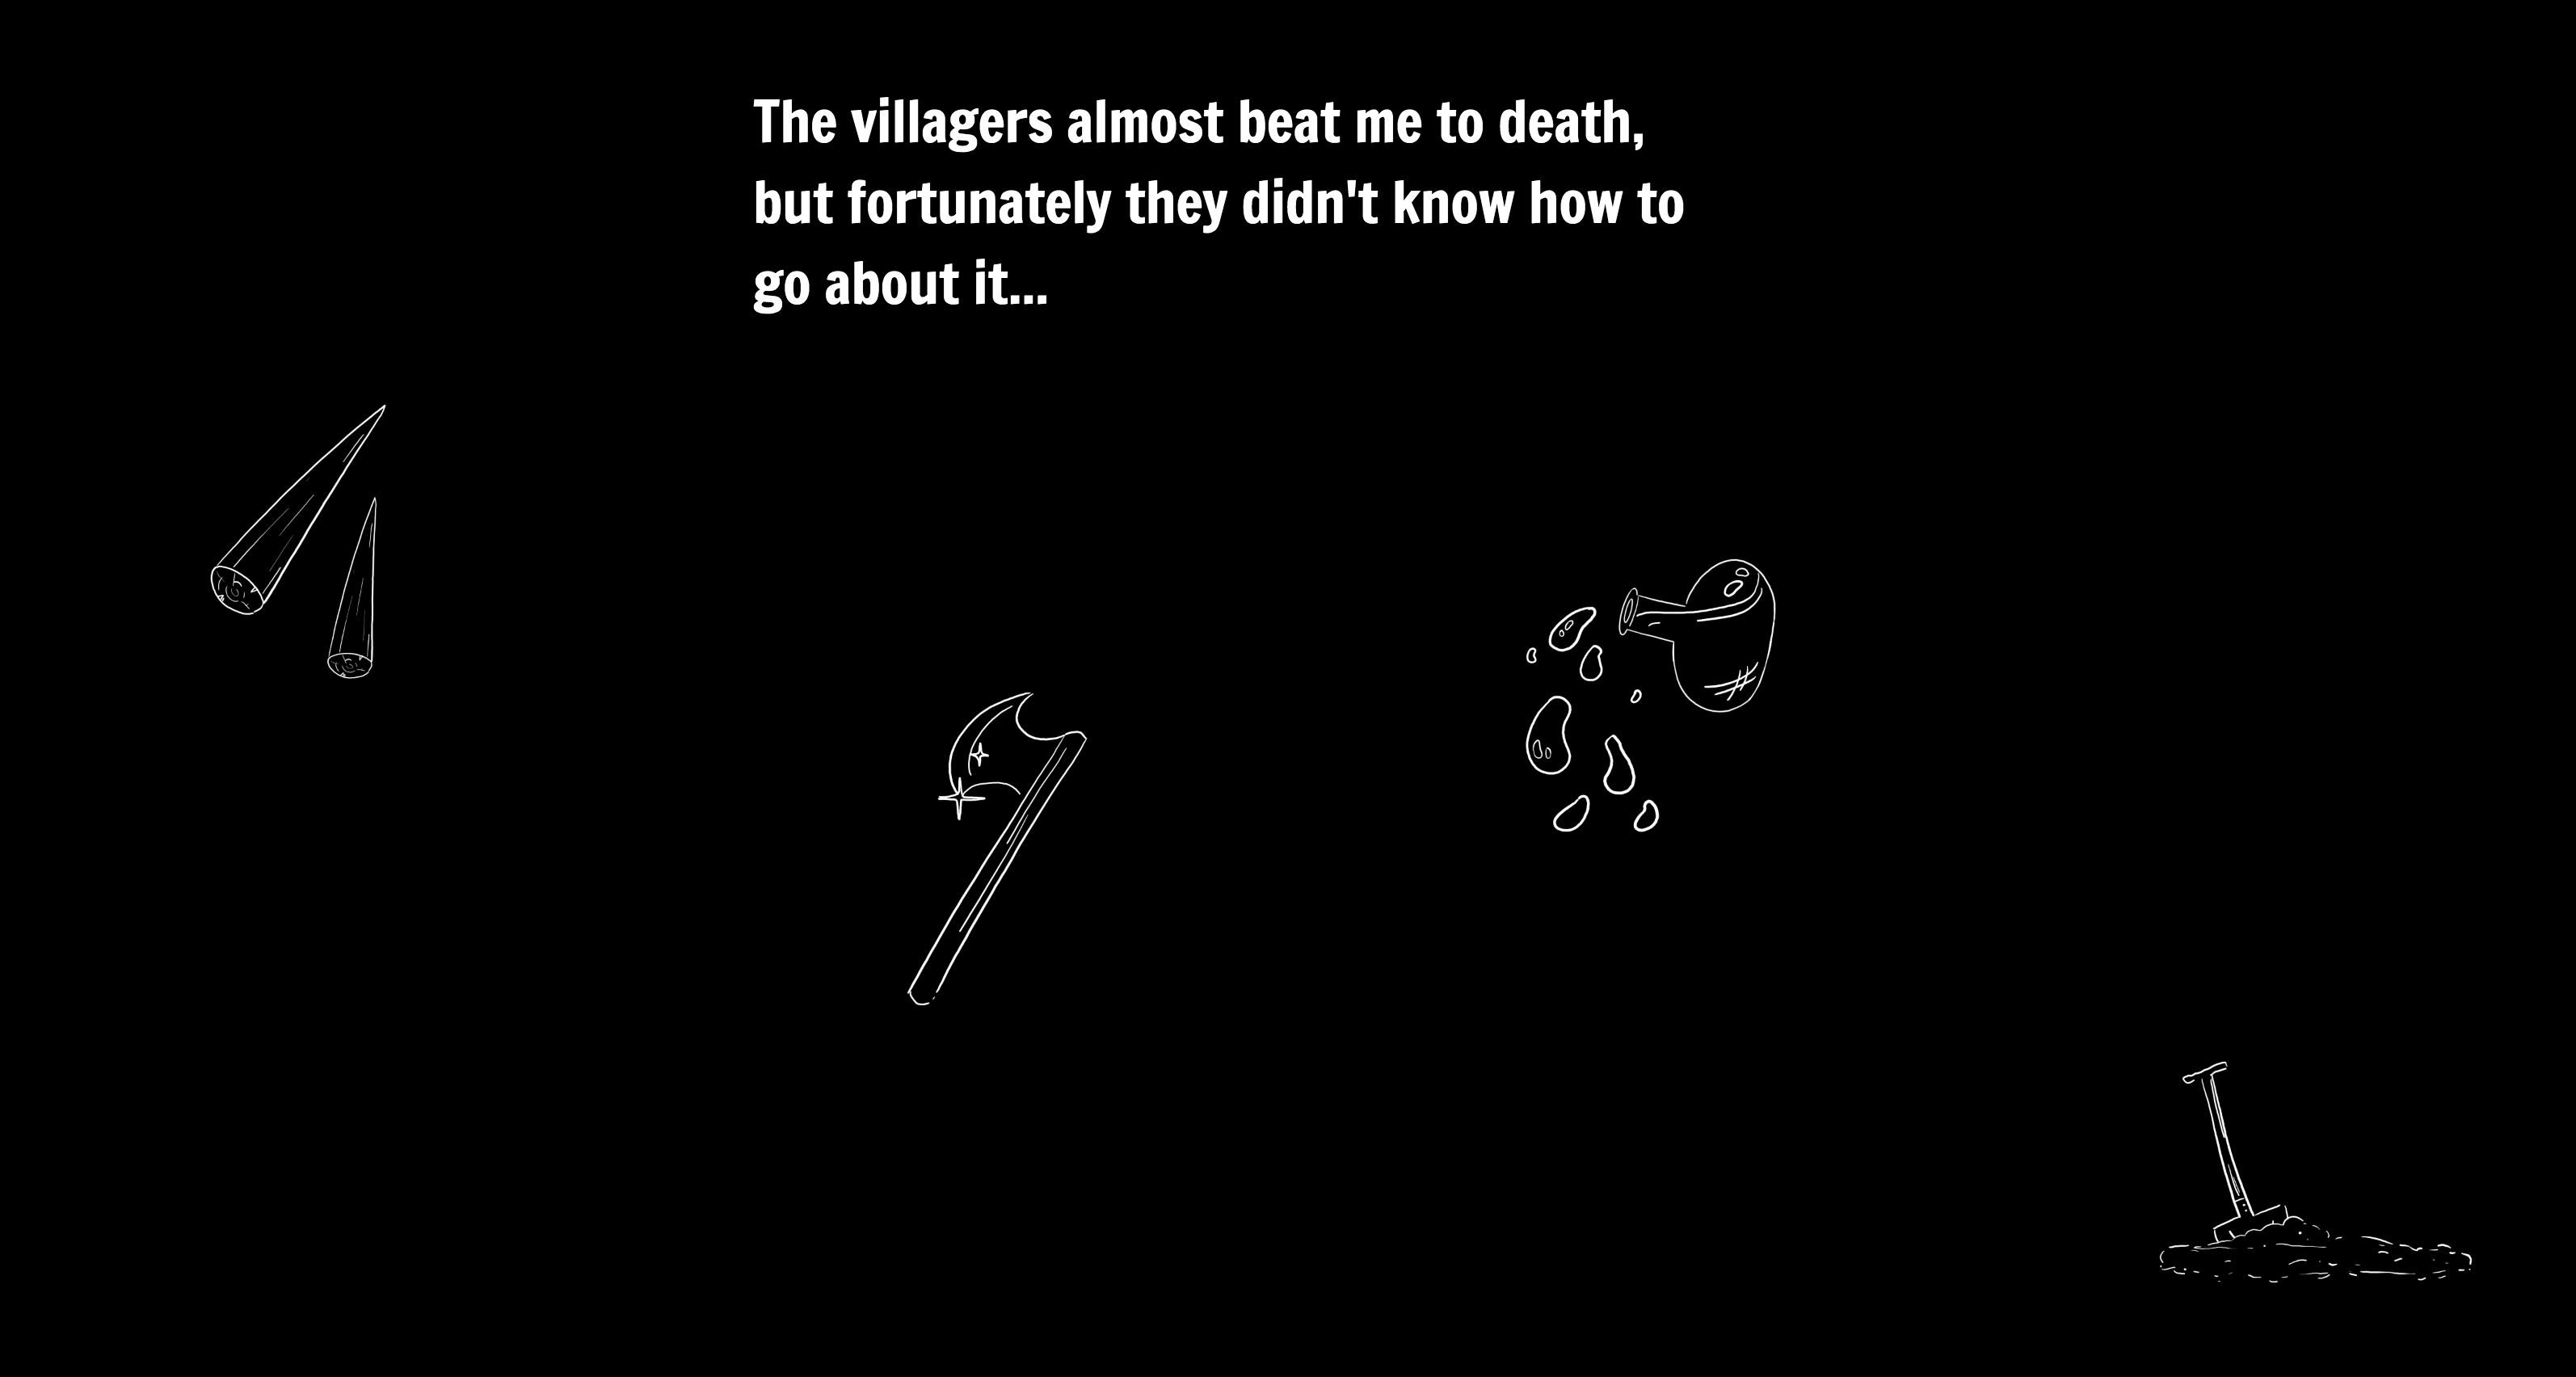 The villagers almost beat me to death,
but fortunately they didn't know how to
go about it...